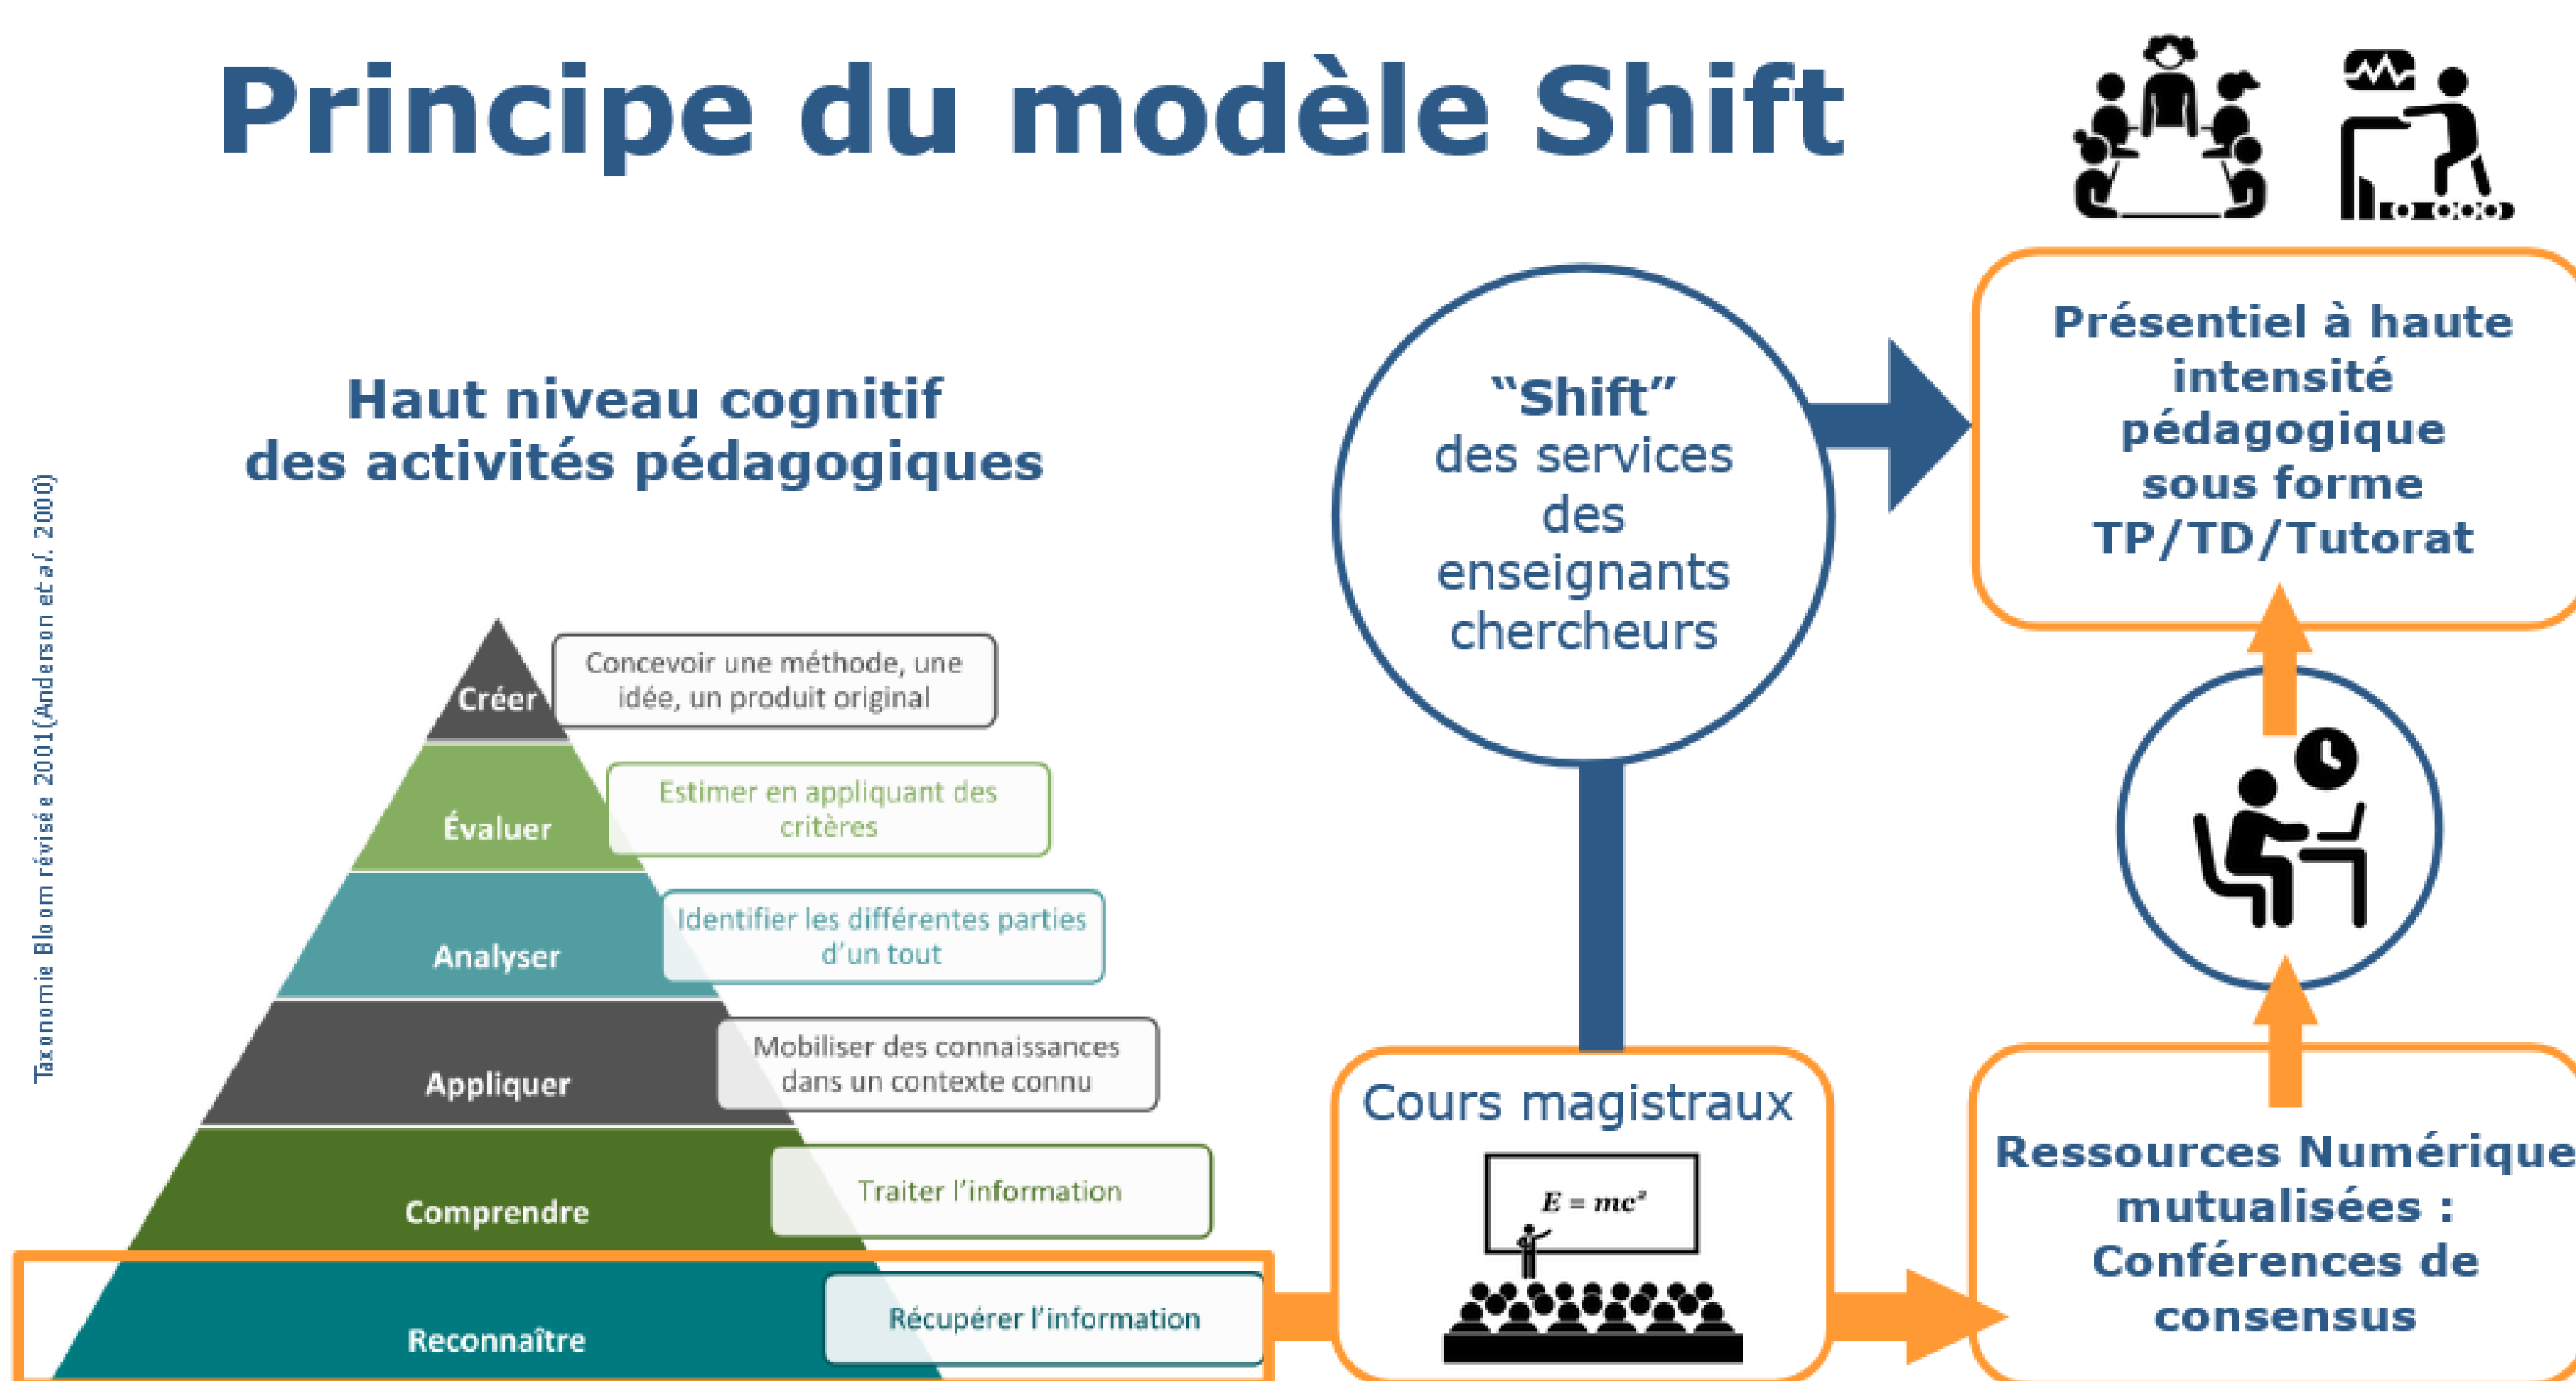 Principe du modèle Shift
Haut niveau cognitif
des activités pédagogiques
Taxonomie Bloom révisé 2001(Anderson et al. 2000)
Créer
Concevoir une méthode, une
idée, un produit original
Évaluer
Estimer en appliquant des
critères
Analyser
Identifier les différentes parties
d'un tout
Appliquer
Mobiliser des connaissances
dans un contexte connu
Comprendre
Traiter l'information
Reconnaître
Récupérer l'information
“Shift”
des services
des
enseignants
chercheurs
Cours magistraux
E = mc²
Présentiel à haute
intensité
pédagogique
sous forme
TP/TD/Tutorat
Ressources Numérique
mutualisées :
Conférences de
consensus